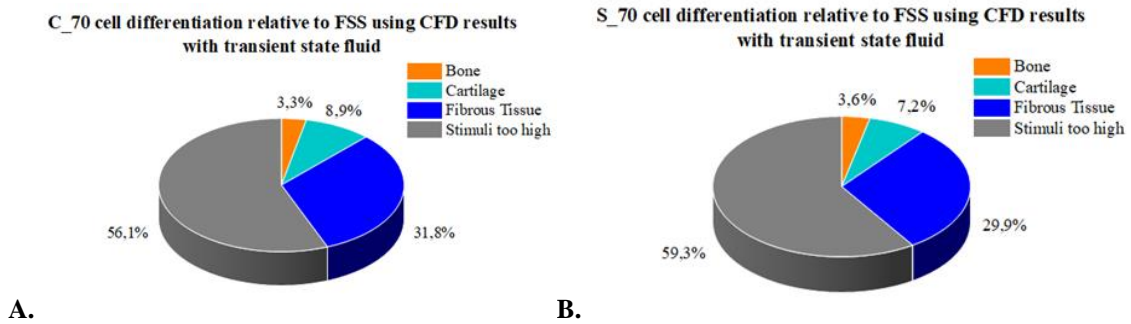 C_70 cell differentiation relative to FSS using CFD results
with transient state fluid
Bone
Cartilage
Fibrous Tissue
Stimuli too high
3,3%
8,9%
31,8%
56,1%
A.
S_70 cell differentiation relative to FSS using CFD results
with transient state fluid
Bone
Cartilage
Fibrous Tissue
Stimuli too high
3,6%
7,2%
29,9%
59,3%
B.